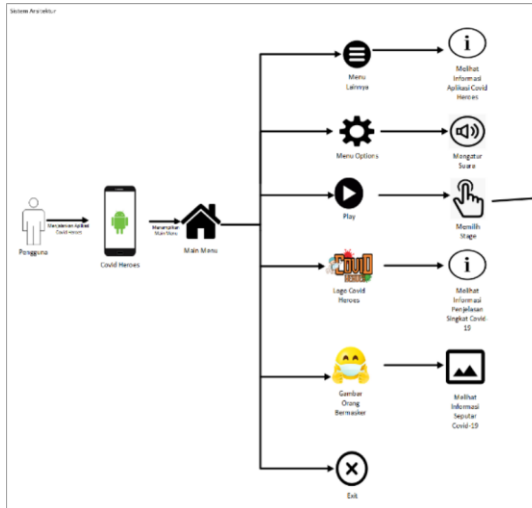 Sistem Arsitektur
Menu
Lainnya
Melihat
Informasi
Aplikasi Covid
Heroes
Menu Options
Mengatur
Suara
Menjalankan Aplikasi
Covid Heroes
Pengguna
Covid Heroes
Menampilkan
Main Menu
Main Menu
Play
Memilih
Stage
COVID
Logo Covid
Heroes
Melihat
Informasi
Penjelasan
Singkat Covid-
19
Gambar
Orang
Bermasker
Melihat
Informasi
Seputar
Covid-19
Exit